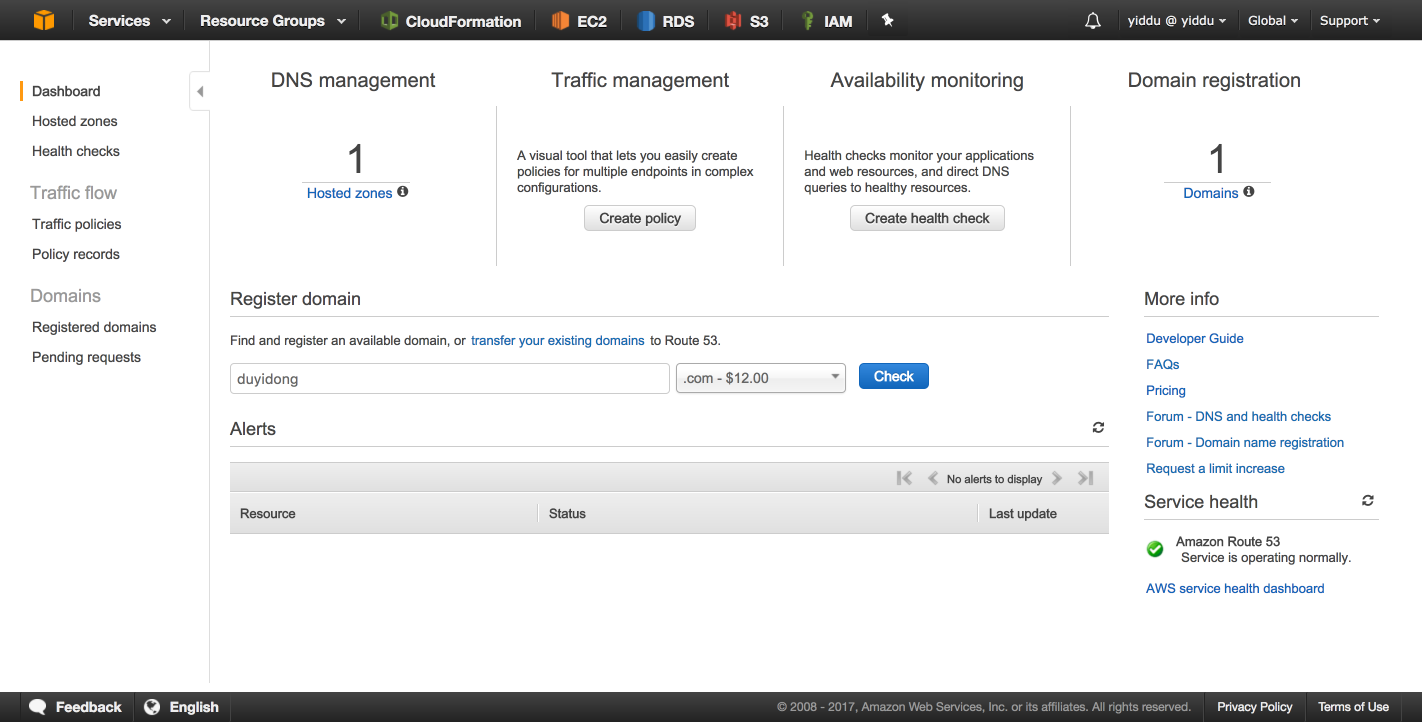 Services Resource Groups CloudFormation EC2 RDS S3 IAM yiddu @ yiddu Global Support
Dashboard
Hosted zones
Health checks
Traffic flow
Traffic policies
Policy records
Domains
Registered domains
Pending requests
DNS management
1
Hosted zones
Traffic management
A visual tool that lets you easily create
policies for multiple endpoints in complex
configurations.
Create policy
Availability monitoring
Health checks monitor your applications
and web resources, and direct DNS
queries to healthy resources.
Create health check
Domain registration
1
Domains
Register domain
Find and register an available domain, or transfer your existing domains to Route 53.
duyidong .com - $12.00 Check
Alerts
No alerts to display
Resource Status Last update
More info
Developer Guide
FAQs
Pricing
Forum - DNS and health checks
Forum - Domain name registration
Request a limit increase
Service health
Amazon Route 53
Service is operating normally.
AWS service health dashboard
Feedback English © 2008 - 2017, Amazon Web Services, Inc. or its affiliates. All rights reserved. Privacy Policy Terms of Use